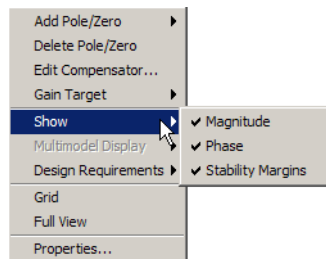 Add Pole/Zero
Delete Pole/Zero
Edit Compensator...
Gain Target
Show
Magnitude
Multimodel Display
Phase
Design Requirements
Stability Margins
Grid
Full View
Properties...